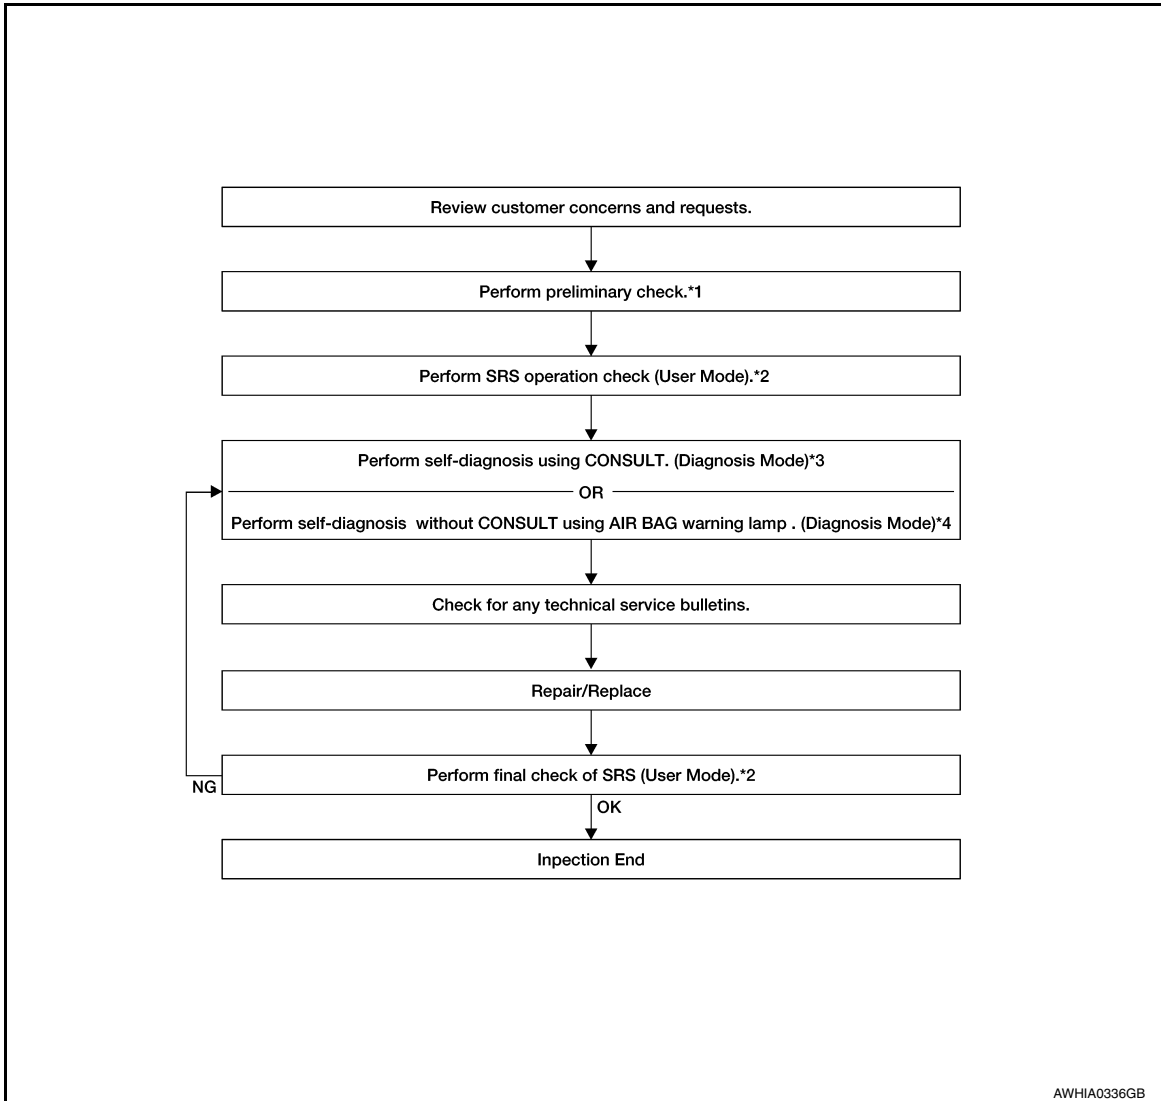 Review customer concerns and requests.
Perform preliminary check.*1
Perform SRS operation check (User Mode).*2
Perform self-diagnosis using CONSULT. (Diagnosis Mode)*3
OR
Perform self-diagnosis  without CONSULT using AIR BAG warning lamp . (Diagnosis Mode)*4
Check for any technical service bulletins.
Repair/Replace
Perform final check of SRS (User Mode).*2
NG
OK
Inpection End
AWHIA0336GB